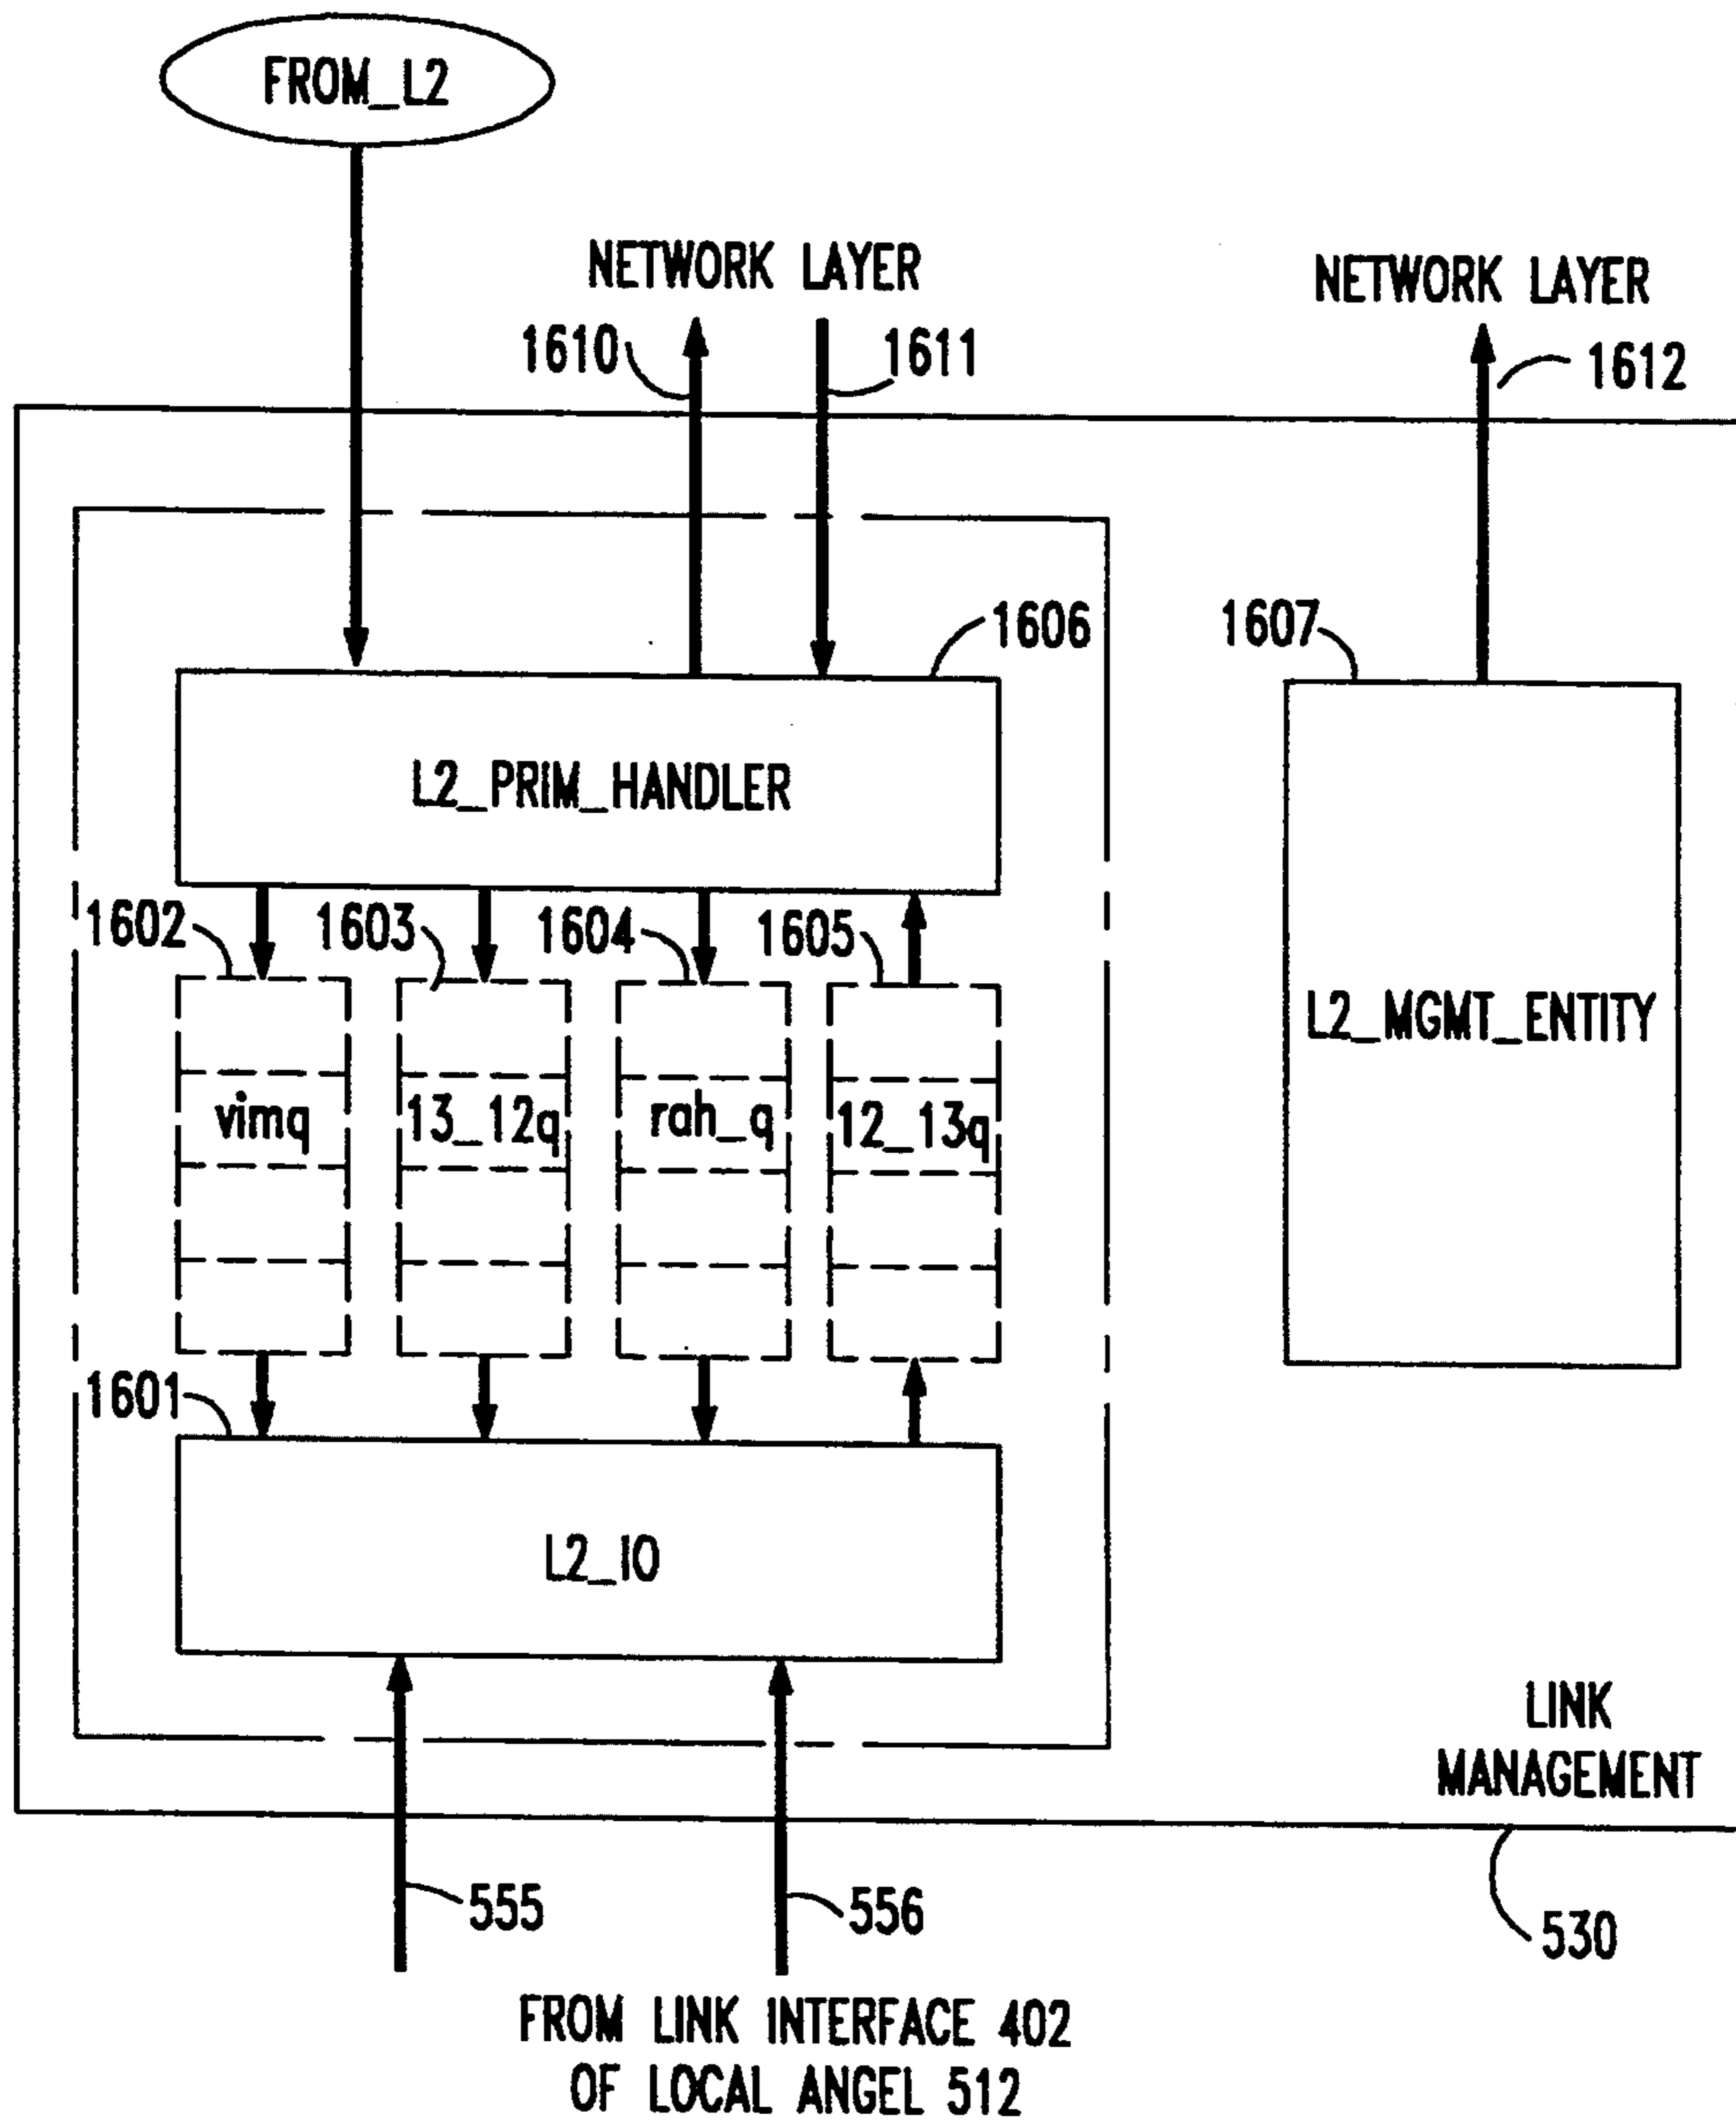 FROM_L2
NETWORK LAYER
NETWORK LAYER
1610
1611
1612
1606
1607
L2_PRIM_HANDLER
1602
1603
1604
1605
L2_MGMT_ENTITY
vimq
13_12q
rah_q
12_13q
1601
L2_IO
LINK
MANAGEMENT
555
556
530
FROM LINK INTERFACE 402
OF LOCAL ANGEL 512